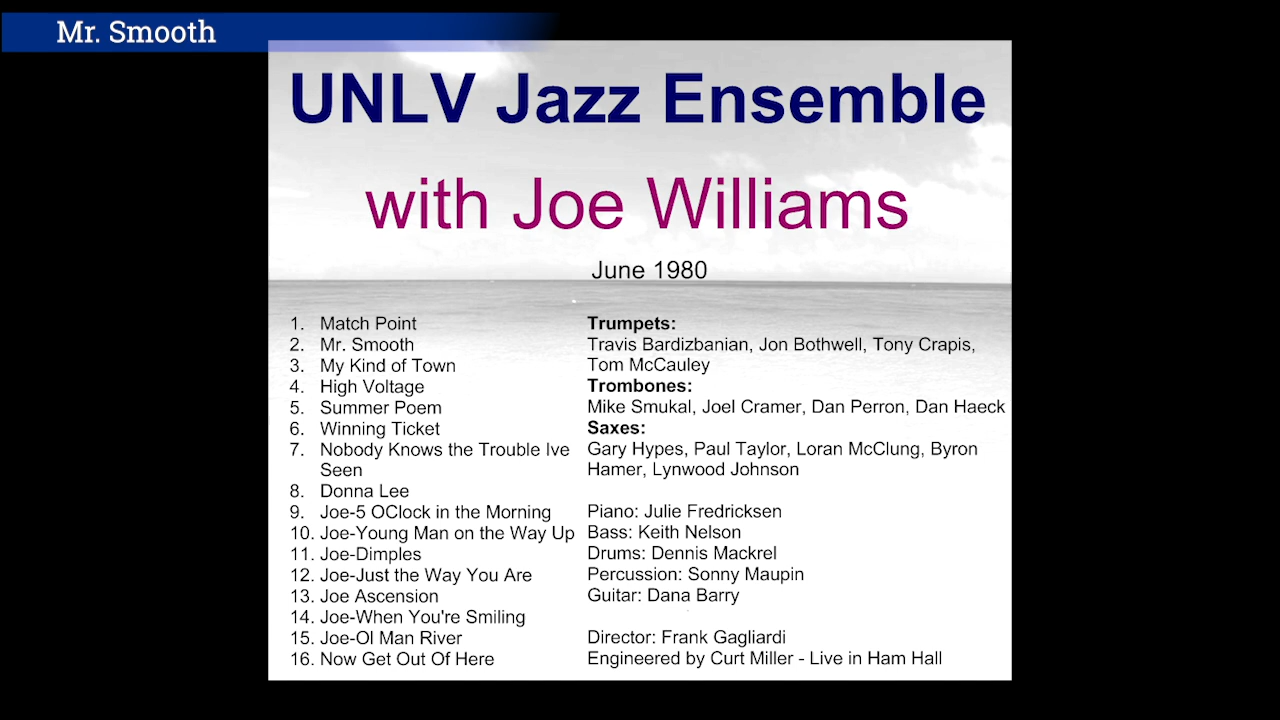 Mr. Smooth
UNLV Jazz Ensemble
with Joe Williams
June 1980
1. Match Point
2. Mr. Smooth
3. My Kind of Town
4. High Voltage
5. Summer Poem
6. Winning Ticket
7. Nobody Knows the Trouble Ive
Seen
8. Donna Lee
9. Joe-5 OClock in the Morning
10. Joe-Young Man on the Way Up
11. Joe-Dimples
12. Joe-Just the Way You Are
13. Joe Ascension
14. Joe-When You're Smiling
15. Joe-Ol Man River
16. Now Get Out Of Here
Trumpets:
Travis Bardizbanian, Jon Bothwell, Tony Crapis,
Tom McCauley
Trombones:
Mike Smukal, Joel Cramer, Dan Perron, Dan Haeck
Saxes:
Gary Hypes, Paul Taylor, Loran McClung, Byron
Hamer, Lynwood Johnson
Piano: Julie Fredricksen
Bass: Keith Nelson
Drums: Dennis Mackrel
Percussion: Sonny Maupin
Guitar: Dana Barry
Director: Frank Gagliardi
Engineered by Curt Miller - Live in Ham Hall